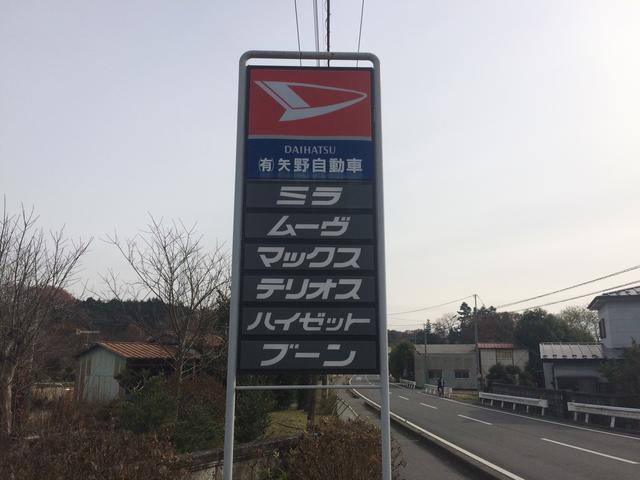 DAIHATSU
(有)矢野自動車
ミラ
ムーヴ
マックス
テリオス
ハイゼット
ブーン